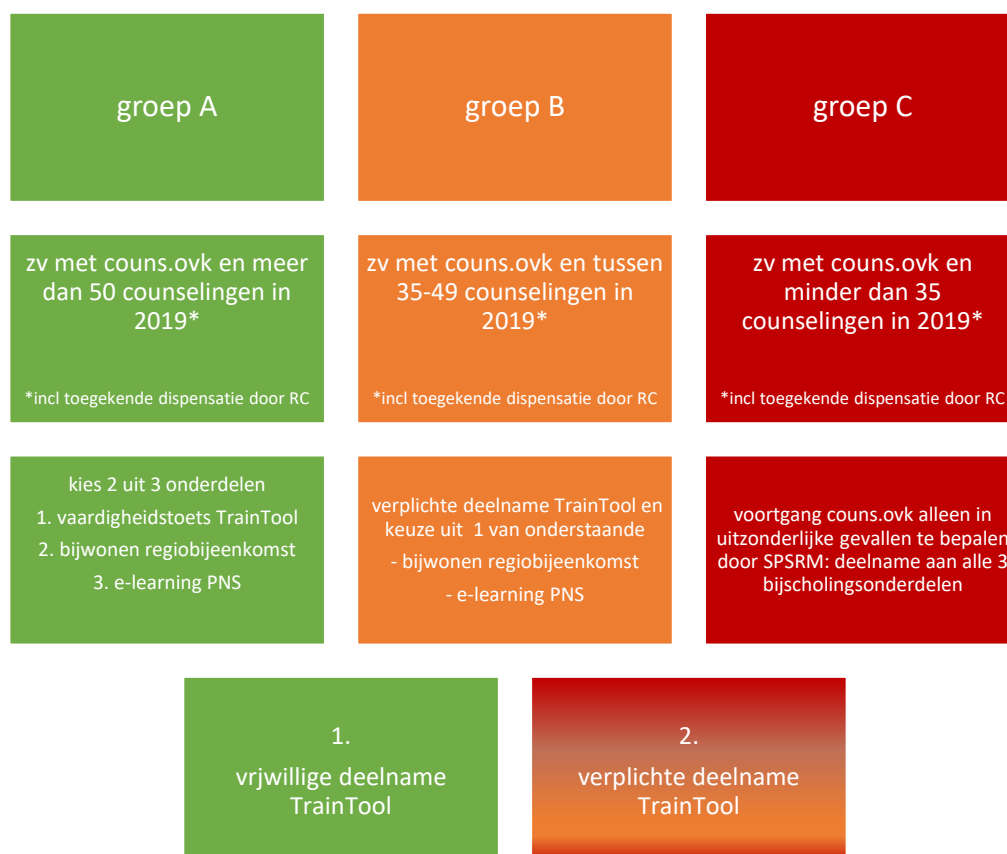 groep A
groep B
groep C
zv met couns.ovk en meer
dan 50 counselingen in
2019*
*incl toegekende dispensatie door RC
zv met couns.ovk en tussen
35-49 counselingen in
2019*
*incl toegekende dispensatie door RC
zv met couns.ovk en
minder dan 35
counselingen in 2019*
*incl toegekende dispensatie door RC
kies 2 uit 3 onderdelen
1. vaardigheidstoets TrainTool
2. bijwonen regiobijeenkomst
3. e-learning PNS
verplichte deelname TrainTool en
keuze uit 1 van onderstaande
- bijwonen regiobijeenkomst
- e-learning PNS
voortgang couns.ovk alleen in
uitzonderlijke gevallen te bepalen
door SPSRM: deelname aan alle 3
bijscholingsonderdelen
1.
vrjwillige deelname
TrainTool
2.
verplichte deelname
TrainTool